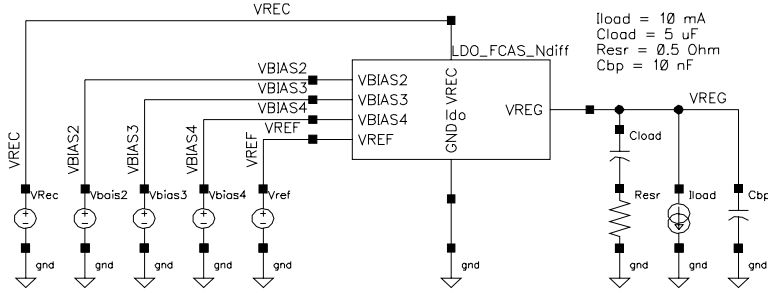 VREC
Iload = 10 mA
Cload = 5 uF
Resr = 0.5 Ohm
Cbp = 10 nF
LDO_FCAS_Ndiff
VBIAS2
VBIAS3
VBIAS4
VREF
VBIAS2
VBIAS3
VBIAS4
VREF
GND ldo VREC
VREG
VREG
VREC
VBIAS2
VBIAS3
VBIAS4
VREF
Cload
VRec
Vbais2
Vbias3
Vbias4
Vref
Resr
Iload
Cbp
gnd
gnd
gnd
gnd
gnd
gnd
gnd
gnd
gnd